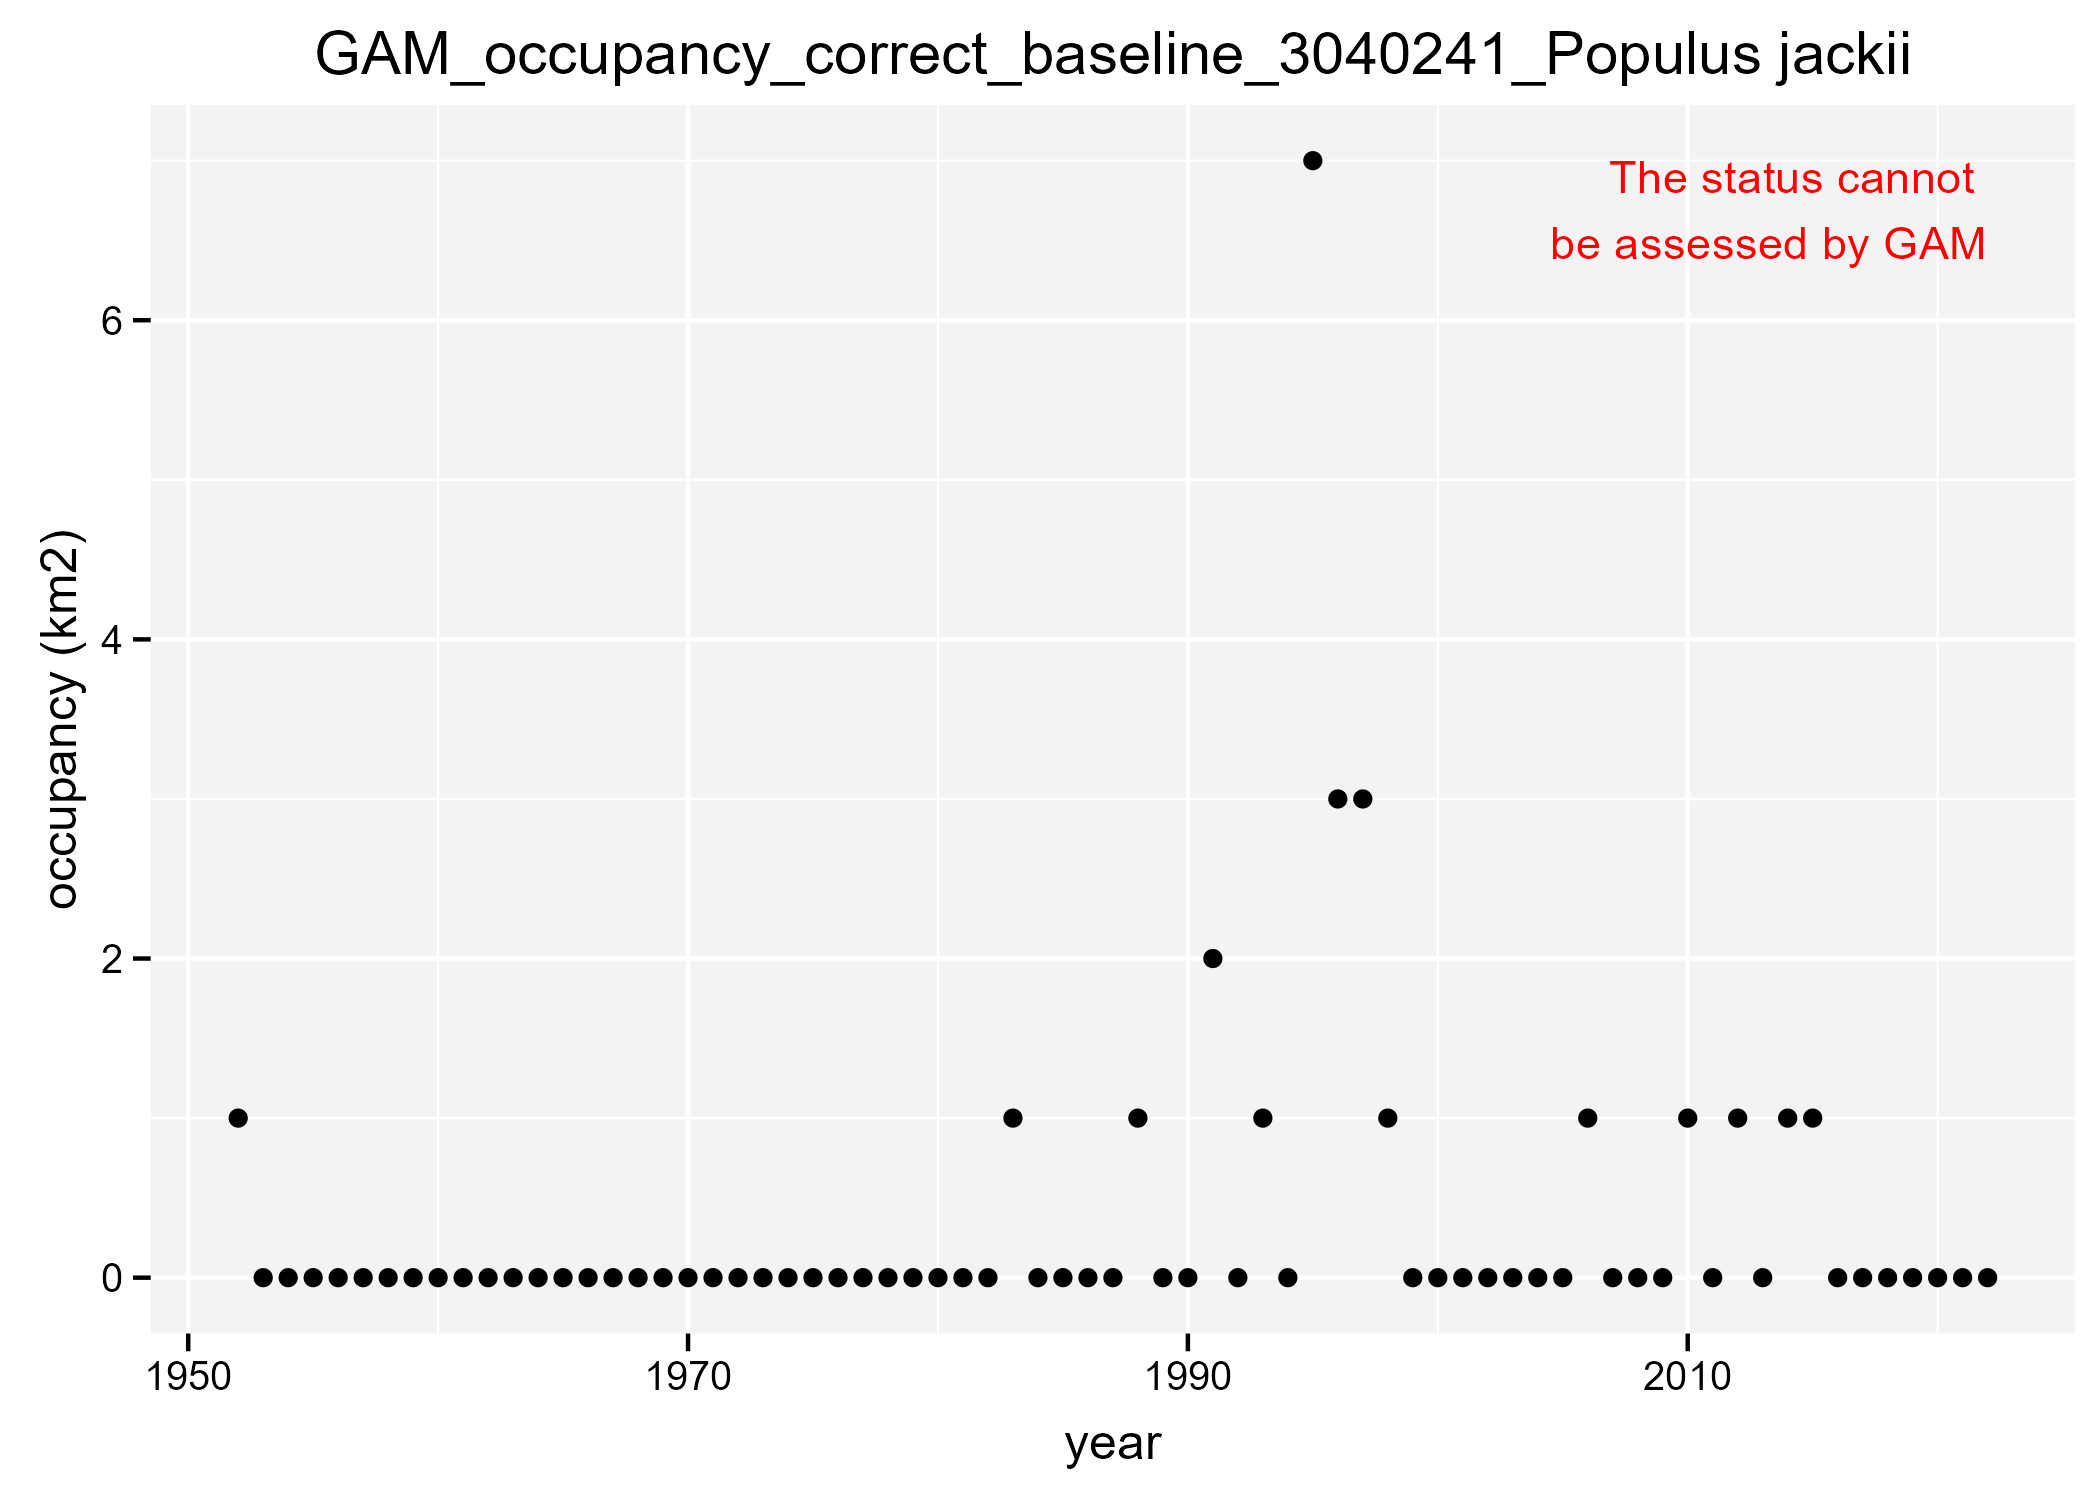 GAM_occupancy_correct_baseline_3040241_Populus jackii
The status cannot
be assessed by GAM
occupancy (km2)
6
4
2
0
1950 1970 1990 2010
year